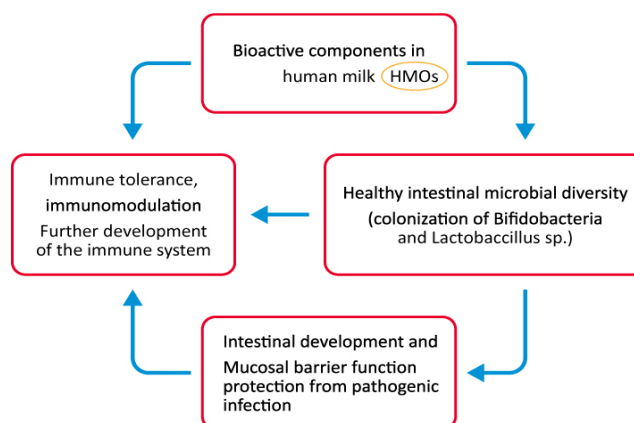 Bioactive components in
human milk HMOs
Immune tolerance,
immunomodulation
Further development
of the immune system
Healthy intestinal microbial diversity
(colonization of Bifidobacteria
and Lactobaccillus sp.)
Intestinal development and
Mucosal barrier function
protection from pathogenic
infection